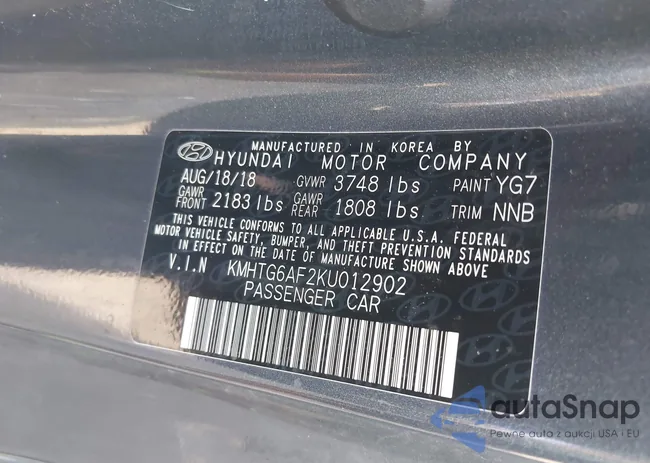 MANUFACTURED IN KOREA BY
HYUNDAI MOTOR COMPANY
AUG/18/18 GVWR 3748 lbs PAINT YG7
GAWR FRONT 2183 lbs GAWR REAR 1808 lbs TRIM NNB
THIS VEHICLE CONFORMS TO ALL APPLICABLE U.S.A. FEDERAL
MOTOR VEHICLE SAFETY, BUMPER, AND THEFT PREVENTION STANDARDS
IN EFFECT ON THE DATE OF MANUFACTURE SHOWN ABOVE
V.I.N KMHTG6AF2KU012902
PASSENGER CAR
autaSnap
Pewne auta z aukcji USA i EU